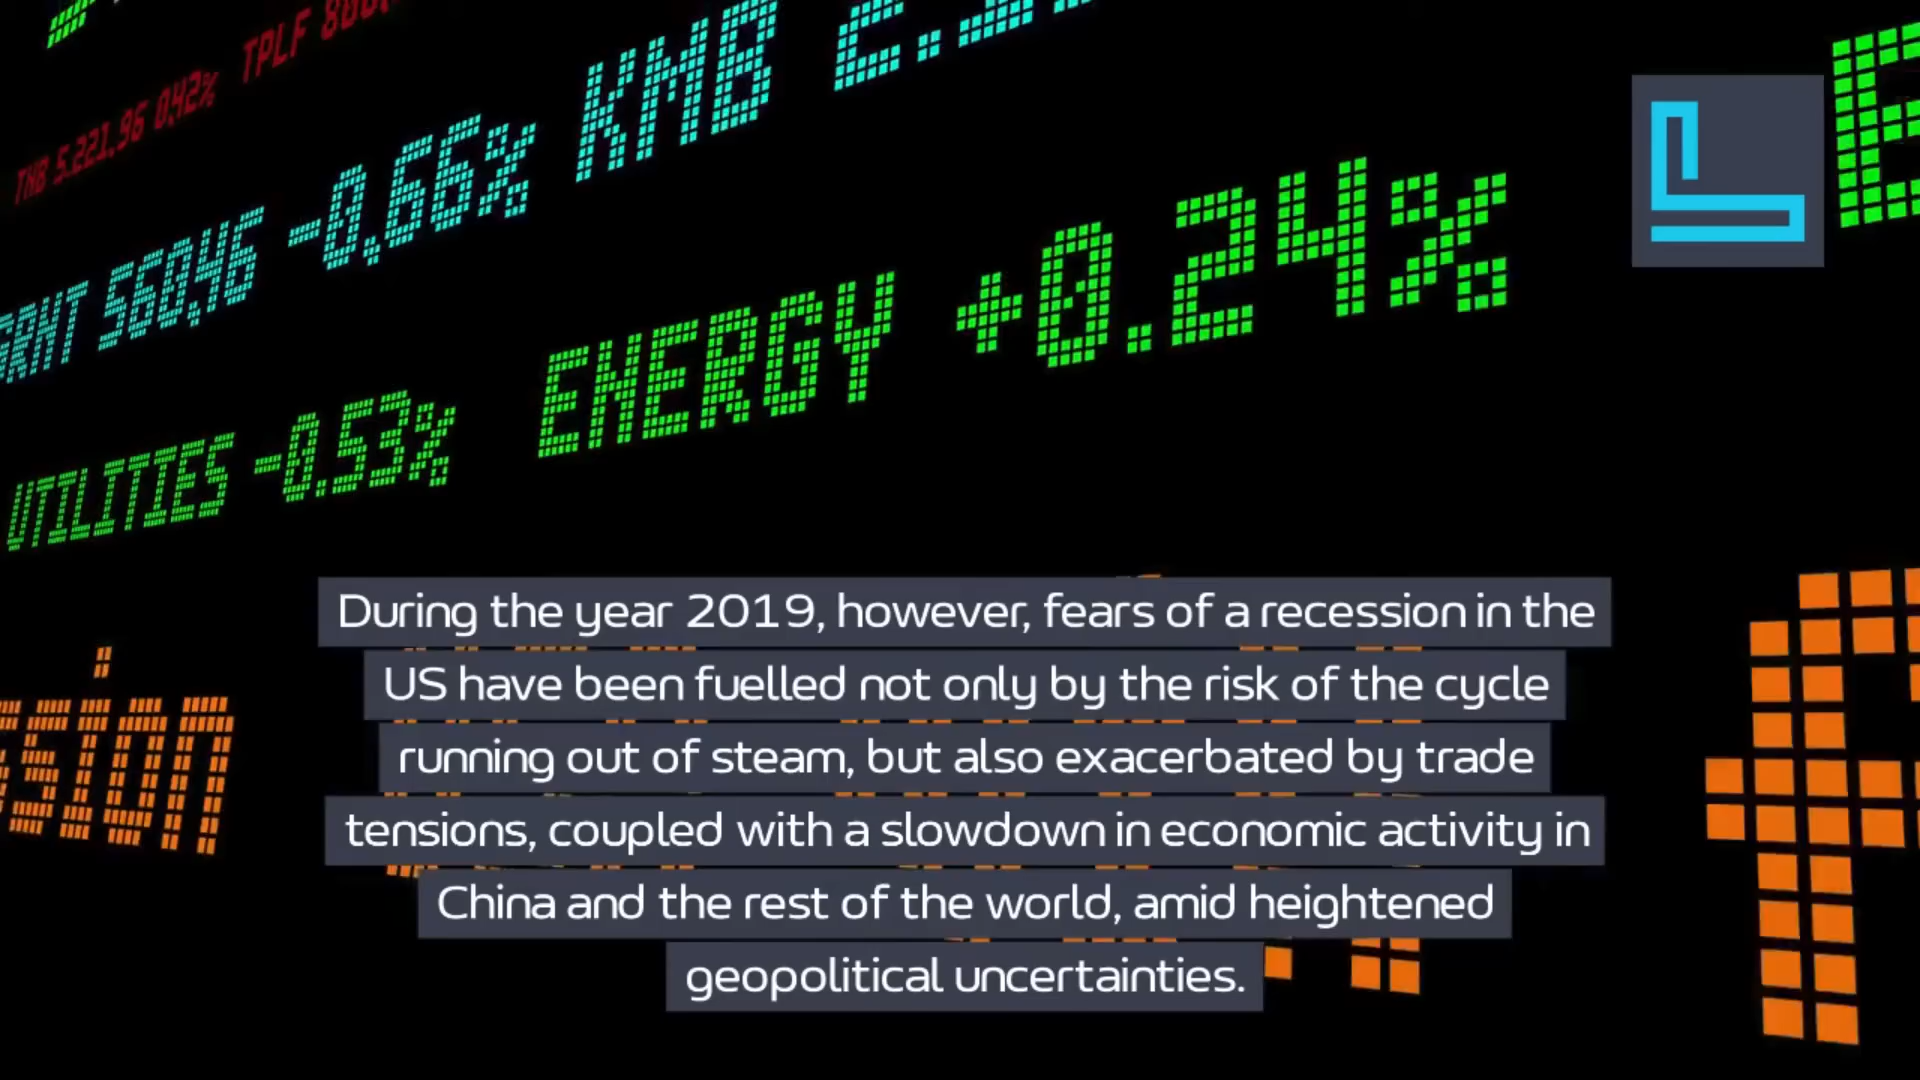 TMB 5.221,96 0,42%
TPLF
560,46 -0,66% KMB
UTILITIES -0.53% ENERGY +0.24%
During the year 2019, however, fears of a recession in the
US have been fuelled not only by the risk of the cycle
running out of steam, but also exacerbated by trade
tensions, coupled with a slowdown in economic activity in
China and the rest of the world, amid heightened
geopolitical uncertainties.